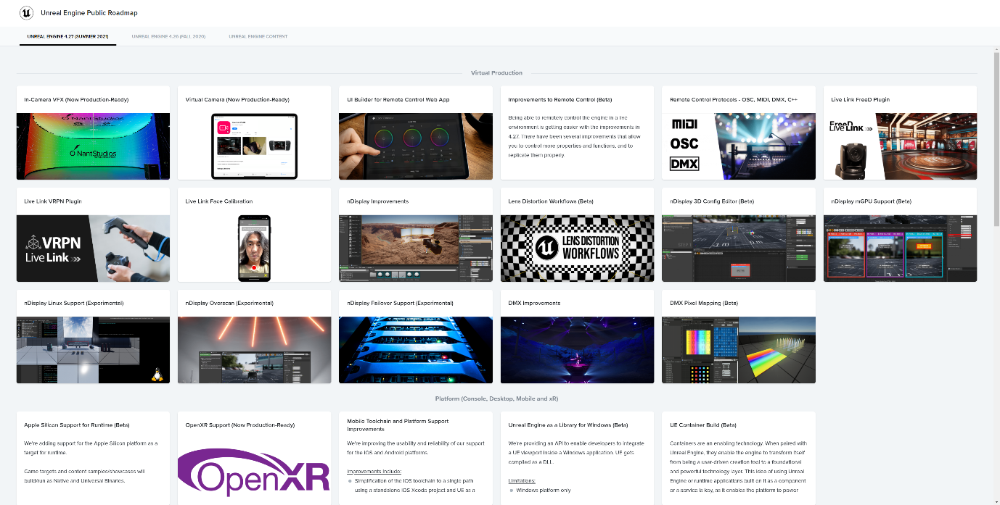 Unreal Engine Public Roadmap
UNREAL ENGINE 4.27 (SUMMER 2021)
UNREAL ENGINE 4.26 (FALL 2020)
UNREAL ENGINE CONTENT
Virtual Production
In-Camera VFX (Now Production-Ready)
NantStudios
Virtual Camera (Now Production-Ready)
UI Builder for Remote Control Web App
Improvements to Remote Control (Beta)
Being able to remotely control the engine in a live
environment is getting easier with the improvements in
4.27. There have been several improvements that allow
you to control more properties and functions, and to
replicate them properly.
Remote Control Protocols - OSC, MIDI, DMX, C++
MIDI
OSC
DMX
Live Link FreeD Plugin
FreeD
Live Link
Live Link VRPN Plugin
VRPN
Live Link
Live Link Face Calibration
nDisplay Improvements
Lens Distortion Workflows (Beta)
LENS DISTORTION
WORKFLOWS
nDisplay 3D Config Editor (Beta)
nDisplay mGPU Support (Beta)
nDisplay Linux Support (Experimental)
nDisplay Overscan (Experimental)
nDisplay Failover Support (Experimental)
DMX Improvements
DMX Pixel Mapping (Beta)
Platform (Console, Desktop, Mobile and xR)
Apple Silicon Support for Runtime (Beta)
We're adding support for the Apple Silicon platform as a
target for runtime.
Game targets and content samples/showcases will
build/run as Native and Universal Binaries.
OpenXR Support (Now Production-Ready)
OpenXR
Mobile Toolchain and Platform Support
Improvements
We're improving the usability and reliability of our support
for the iOS and Android platforms.
Improvements include:
Simplification of the iOS toolchain to a single path
using a standalone iOS Xcode project and UE as a
Unreal Engine as a Library for Windows (Beta)
We're providing an API to enable developers to integrate
a UE viewport inside a Windows application. UE gets
compiled as a DLL.
Limitations:
Windows platform only
UE Container Build (Beta)
Containers are an enabling technology. When paired with
Unreal Engine, they enable the engine to transform itself
from being a user-driven creation tool to a foundational
and powerful technology layer. This idea of using Unreal
Engine or runtime applications built on it as a component
or a service is key, as it enables the platform to power